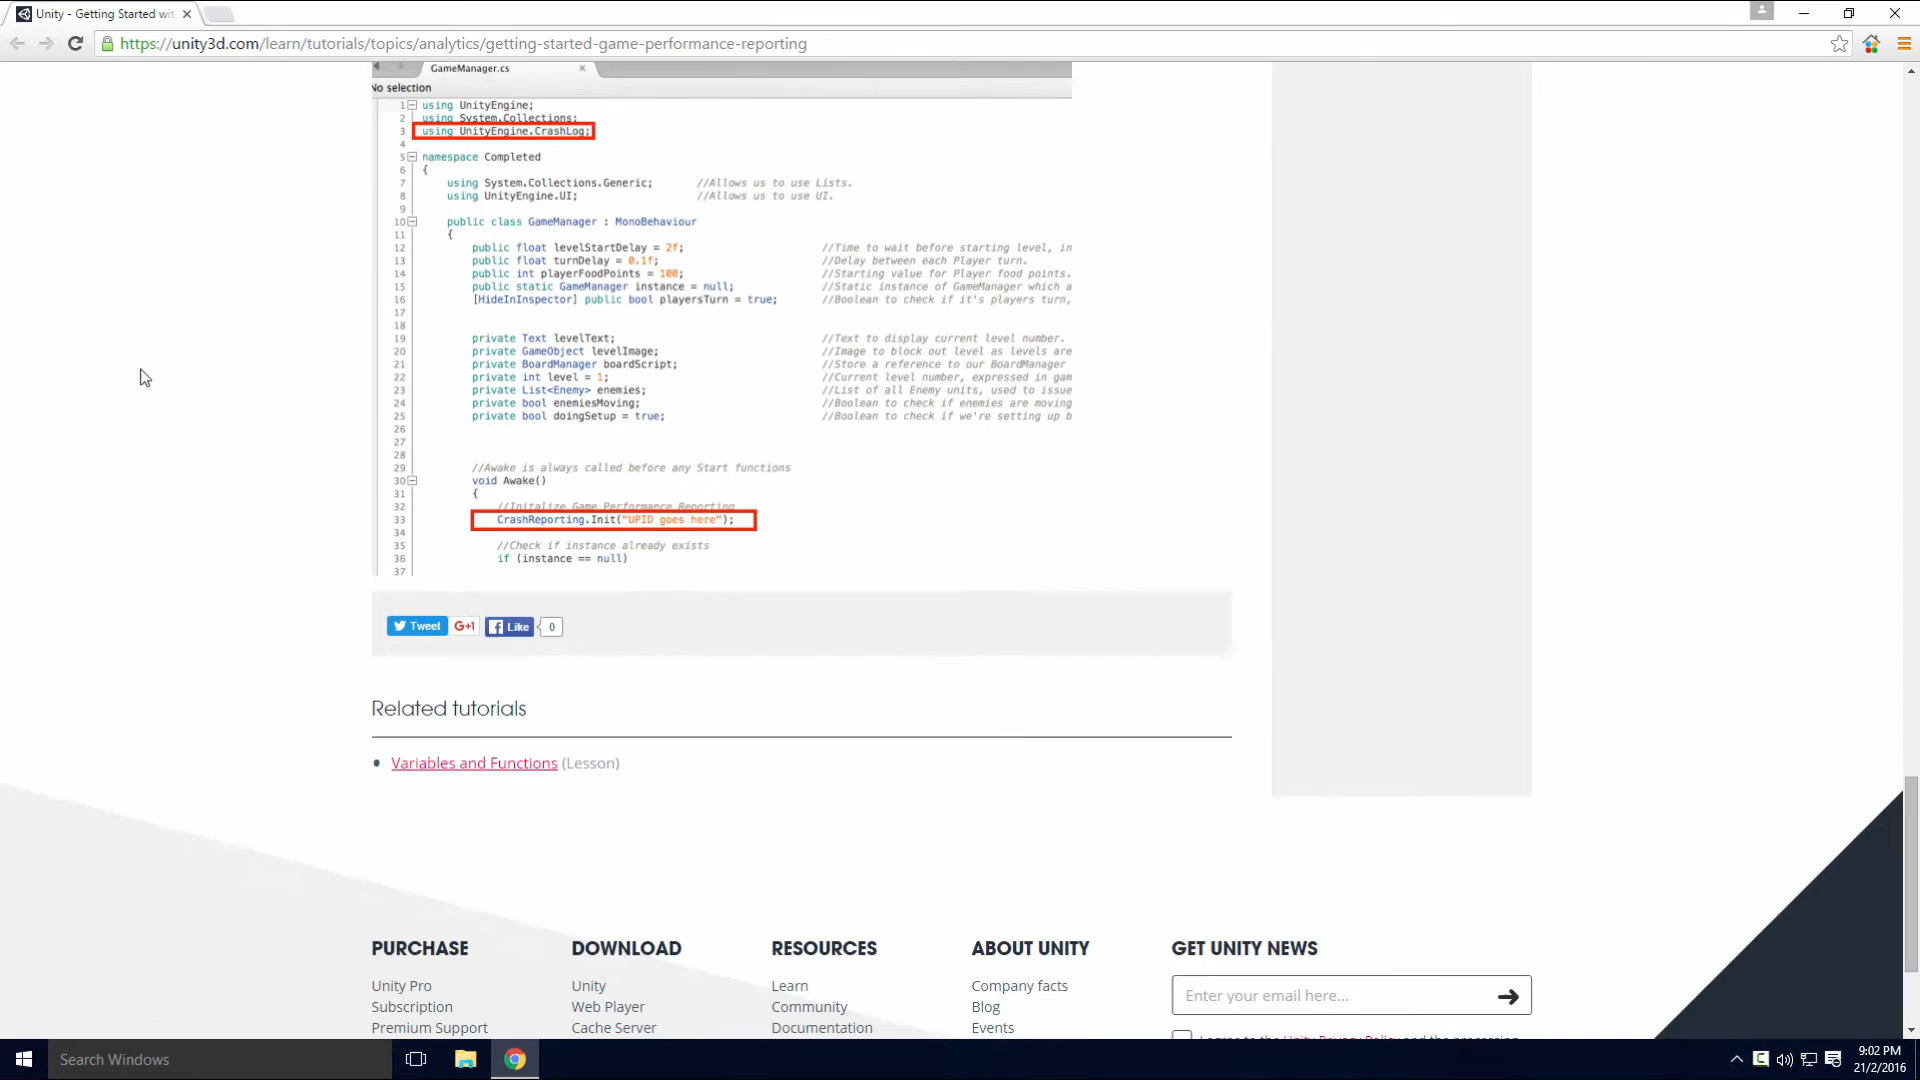 Unity - Getting Started wit
https://unity3d.com/learn/tutorials/topics/analytics/getting-started-game-performance-reporting
GameManager.cs
No selection
1 using UnityEngine;
2 using System.Collections;
3 using UnityEngine.CrashLog;
4
5 namespace Completed
6 {
7 using System.Collections.Generic; //Allows us to use Lists.
8 using UnityEngine.UI; //Allows us to use UI.
9
10 public class GameManager : MonoBehaviour
11 {
12 public float levelStartDelay = 2f; //Time to wait before starting level, in
13 public float turnDelay = 0.1f; //Delay between each Player turn.
14 public int playerFoodPoints = 100; //Starting value for Player food points.
15 public static GameManager instance = null; //Static instance of GameManager which a
16 [HideInInspector] public bool playersTurn = true; //Boolean to check if it's players turn,
17
18
19 private Text levelText; //Text to display current level number.
20 private GameObject levelImage; //Image to block out level as levels are
21 private BoardManager boardScript; //Store a reference to our BoardManager
22 private int level = 1; //Current level number, expressed in gam
23 private List<Enemy> enemies; //List of all Enemy units, used to issue
24 private bool enemiesMoving; //Boolean to check if enemies are moving
25 private bool doingSetup = true; //Boolean to check if we're setting up b
26
27
28
29 //Awake is always called before any Start functions
30 void Awake()
31 {
32 //Initalize Game Performance Reporting
33 CrashReporting.Init("UPID goes here");
34
35 //Check if instance already exists
36 if (instance == null)
37
Tweet G+1 Like 0
Related tutorials
Variables and Functions (Lesson)
PURCHASE DOWNLOAD RESOURCES ABOUT UNITY GET UNITY NEWS
Unity Pro Unity Learn Company facts Enter your email here...
Subscription Web Player Community Blog
Premium Support Cache Server Documentation Events
I agree to the Unity Privacy Policy and the processing
Search Windows
9:02 PM
21/2/2016